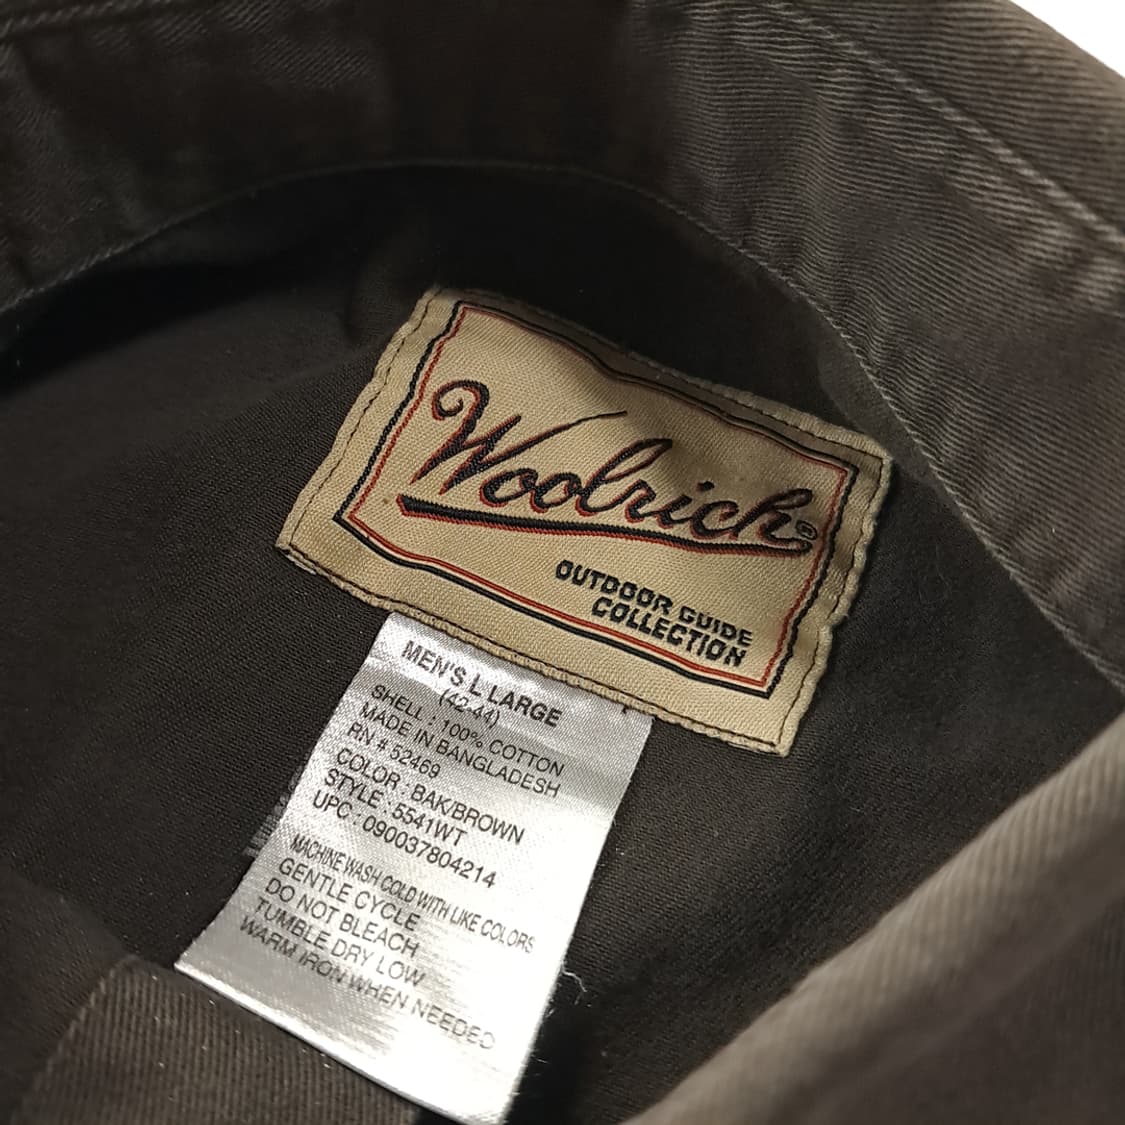 Woolrich®
OUTDOOR GUIDE
COLLECTION
MEN'S L LARGE
(42-44)
SHELL : 100% COTTON
MADE IN BANGLADESH
RN # 52469
COLOR : BAK/BROWN
STYLE : 5541WT
UPC : 090037804214
MACHINE WASH COLD WITH LIKE COLORS
GENTLE CYCLE
DO NOT BLEACH
TUMBLE DRY LOW
WARM IRON WHEN NEEDED